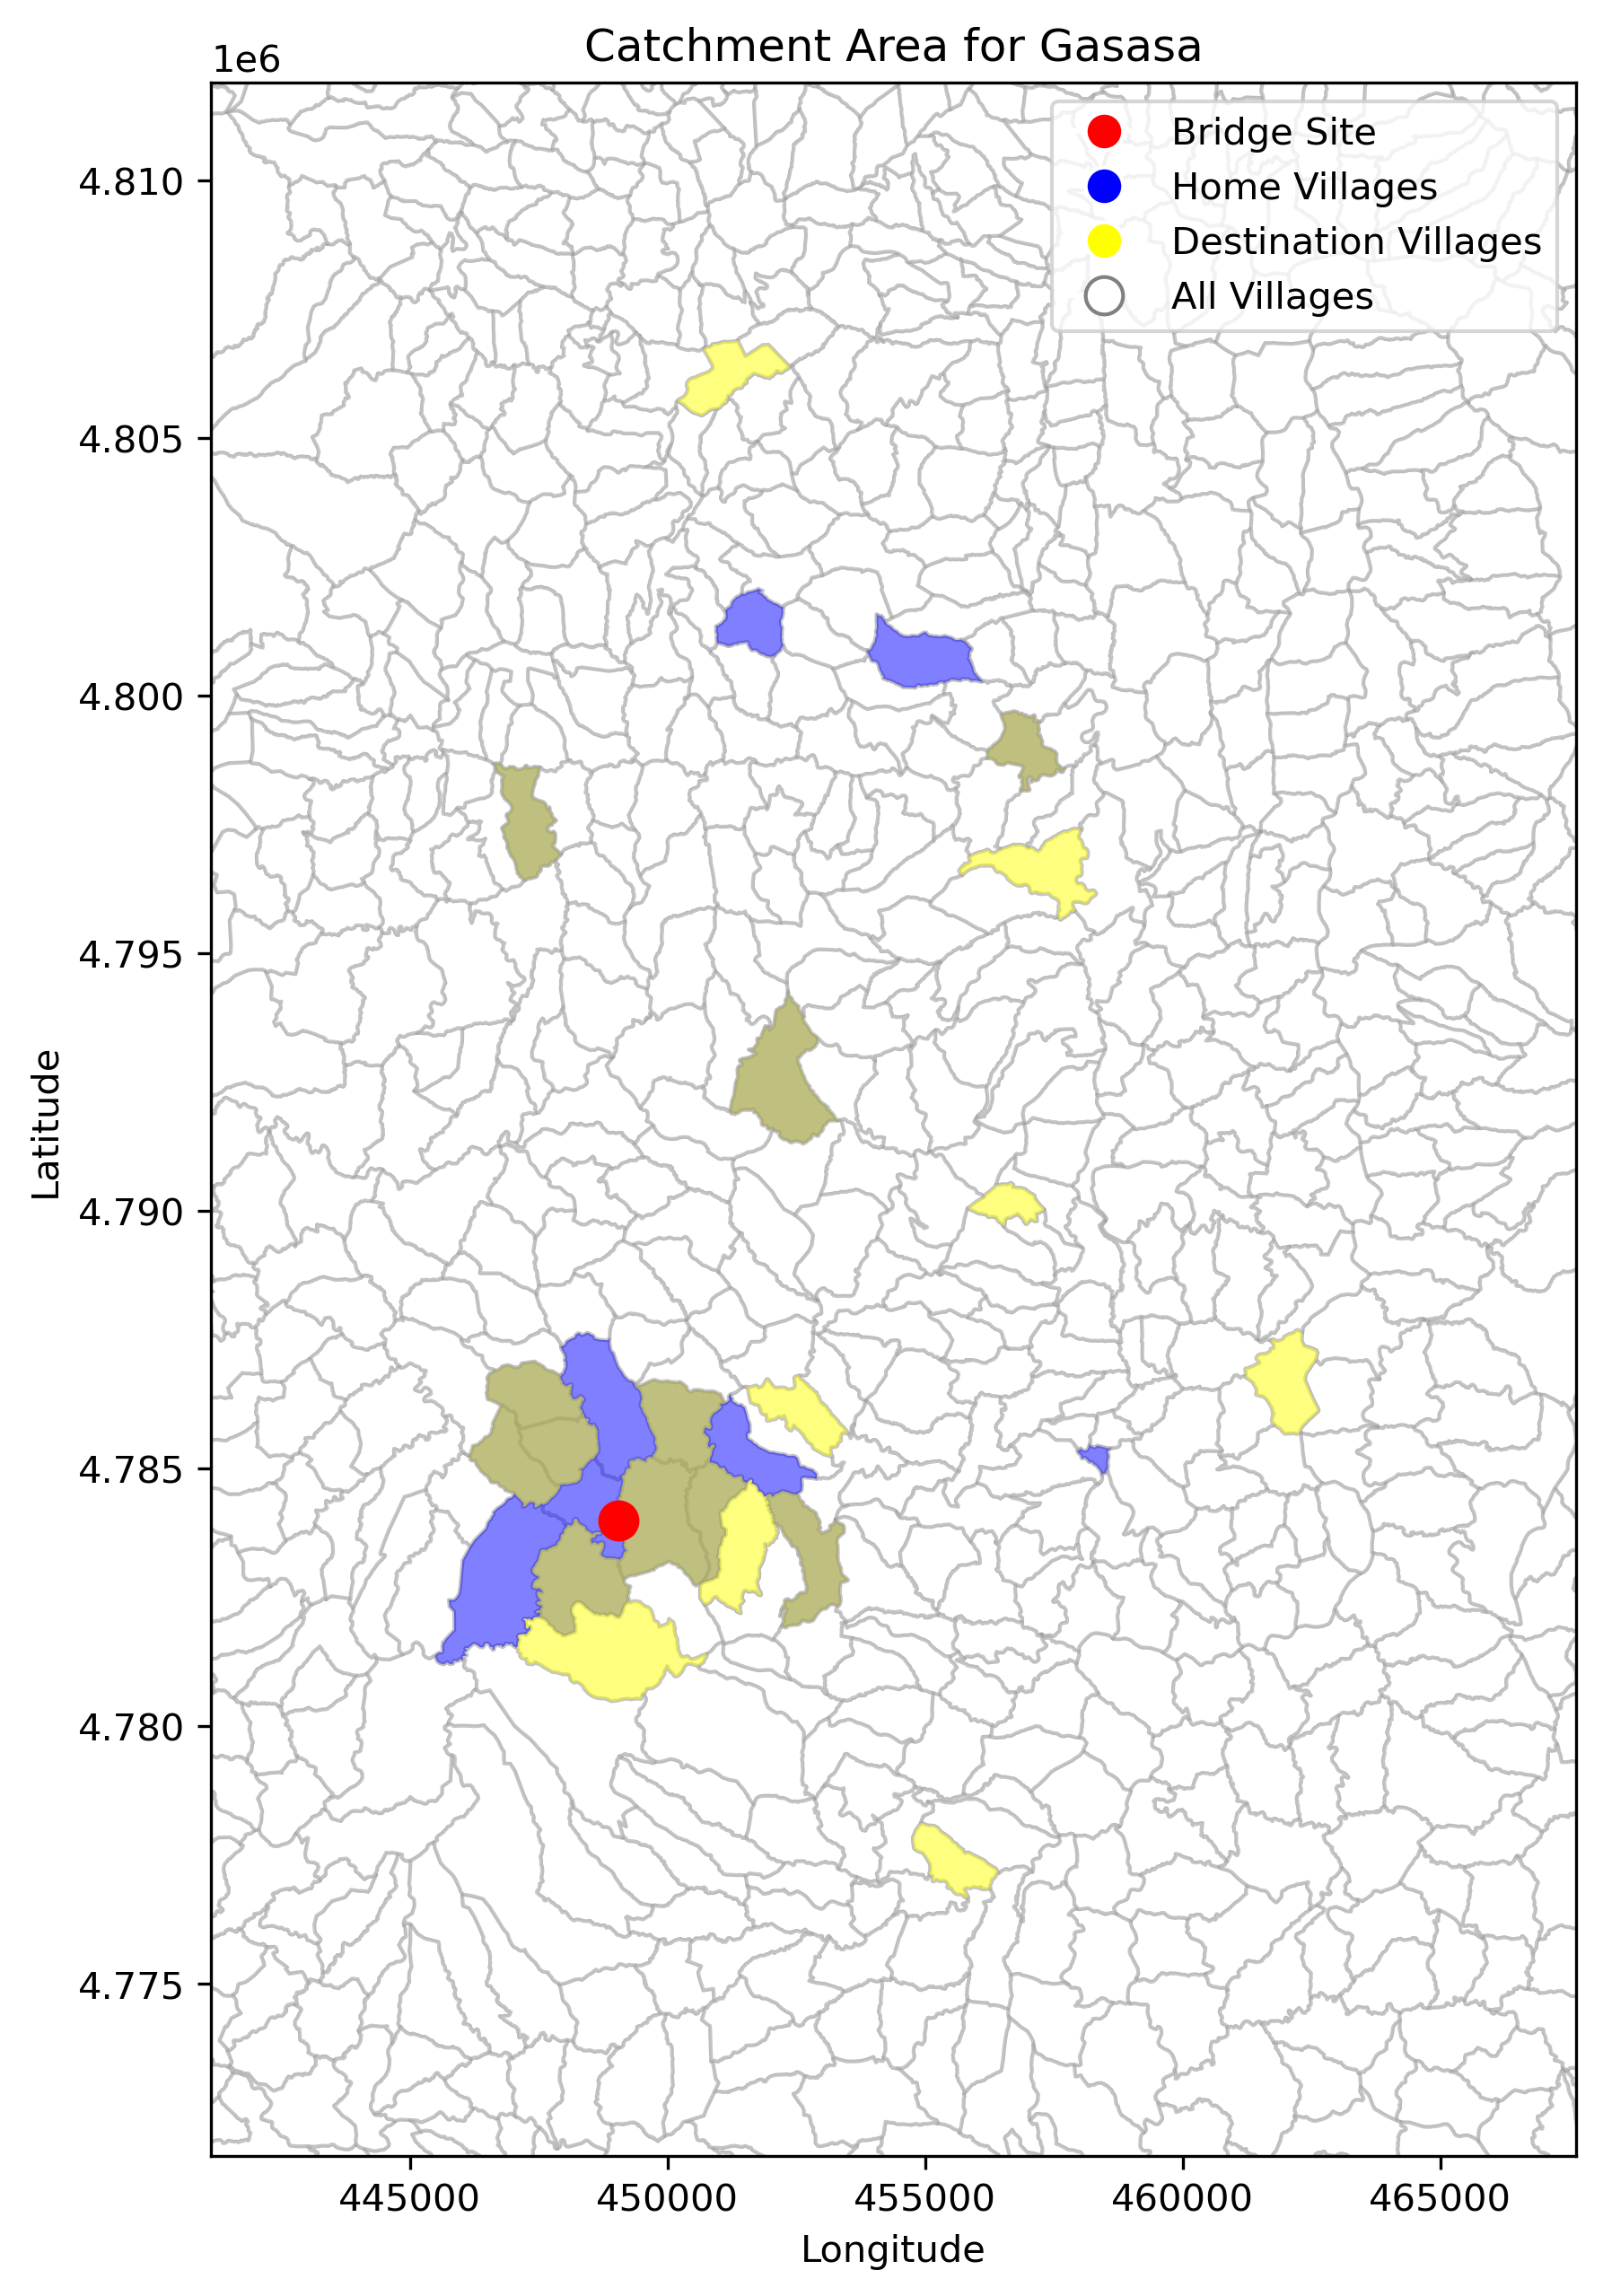 Catchment Area for Gasasa
1e6
Bridge Site
Home Villages
Destination Villages
All Villages
4.810
4.805
4.800
4.795
4.790
4.785
4.780
4.775
Latitude
445000 450000 455000 460000 465000
Longitude